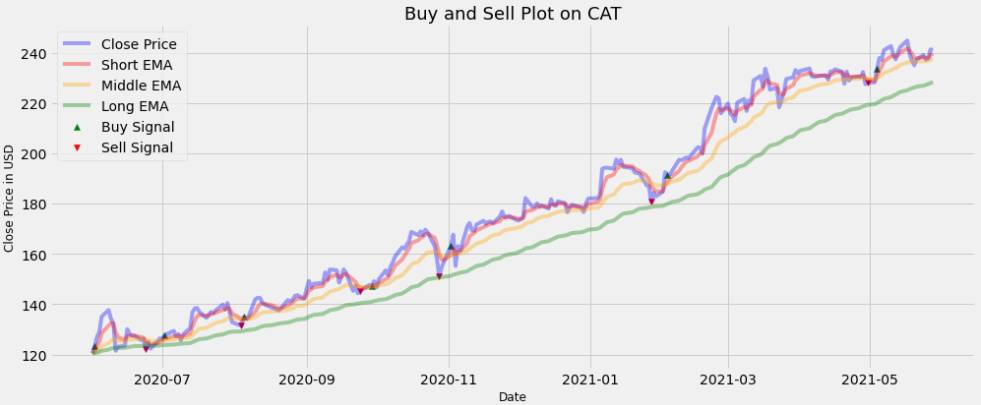 Buy and Sell Plot on CAT
Close Price
Short EMA
Middle EMA
Long EMA
Buy Signal
Sell Signal
Close Price in USD
240
220
200
180
160
140
120
2020-07 2020-09 2020-11 2021-01 2021-03 2021-05
Date